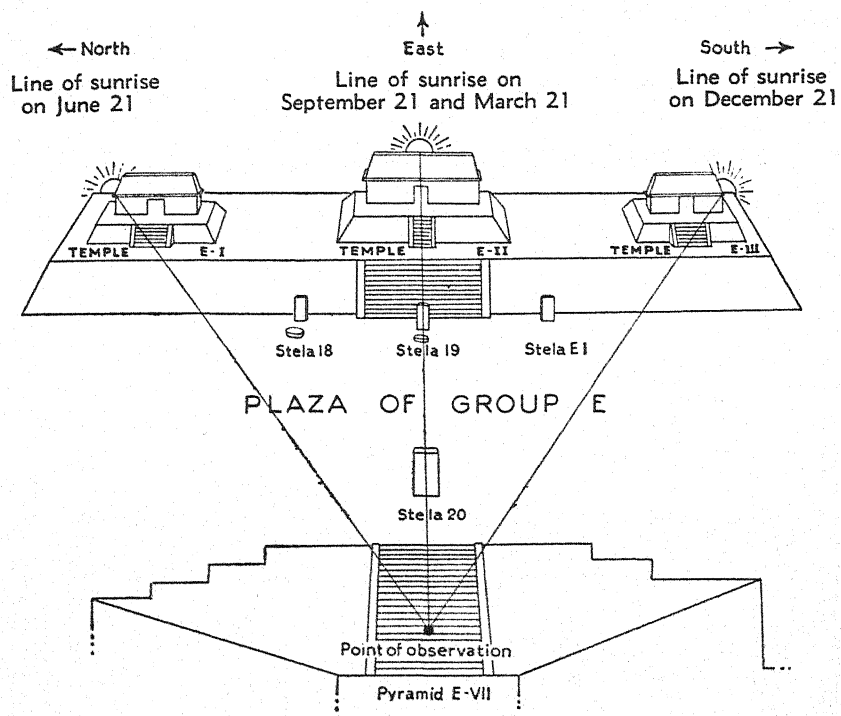 ← North
East
South →
Line of sunrise
on June 21
Line of sunrise on
September 21 and March 21
Line of sunrise
on December 21
TEMPLE E-I
TEMPLE E-II
TEMPLE E-III
Stela 18
Stela 19
Stela E1
PLAZA OF GROUP E
Stela 20
Point of observation
Pyramid E-VII